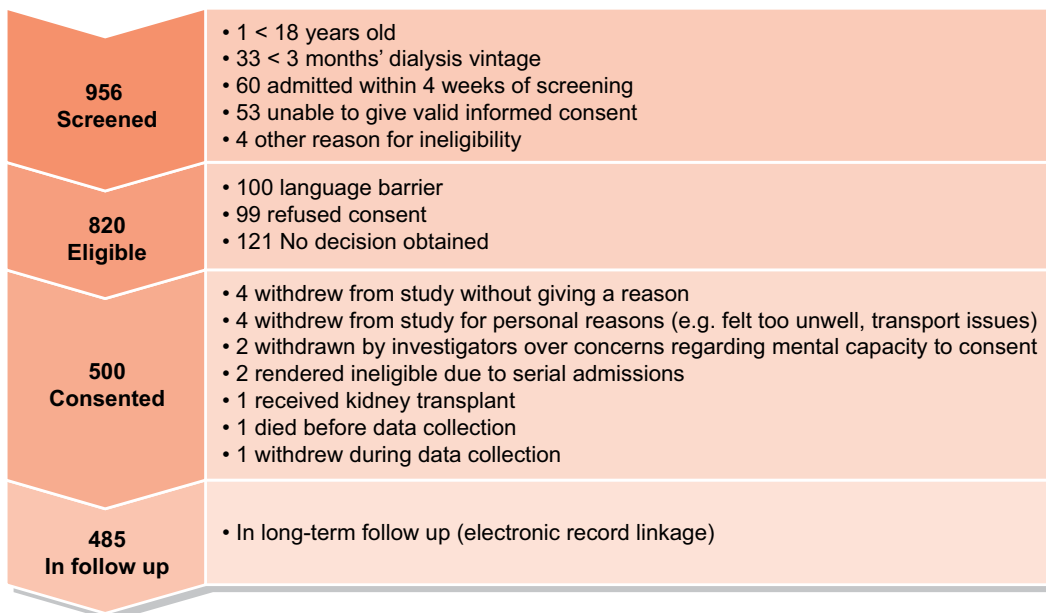 956
Screened
• 1 < 18 years old
• 33 < 3 months’ dialysis vintage
• 60 admitted within 4 weeks of screening
• 53 unable to give valid informed consent
• 4 other reason for ineligibility
820
Eligible
• 100 language barrier
• 99 refused consent
• 121 No decision obtained
500
Consented
• 4 withdrew from study without giving a reason
• 4 withdrew from study for personal reasons (e.g. felt too unwell, transport issues)
• 2 withdrawn by investigators over concerns regarding mental capacity to consent
• 2 rendered ineligible due to serial admissions
• 1 received kidney transplant
• 1 died before data collection
• 1 withdrew during data collection
485
In follow up
• In long-term follow up (electronic record linkage)